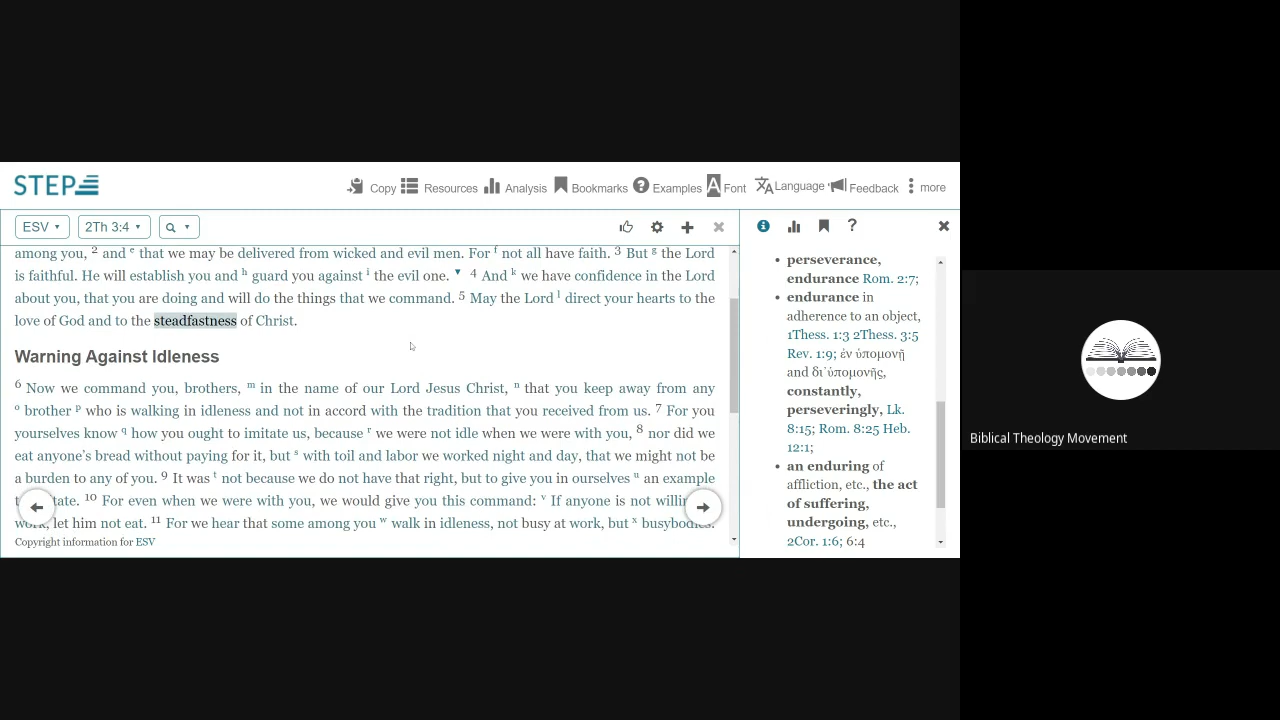 STEP
Copy Resources Analysis Bookmarks Examples A Font Language Feedback more
ESV 2Th 3:4
among you, 2 and e that we may be delivered from wicked and evil men. For f not all have faith. 3 But g the Lord
is faithful. He will establish you and h guard you against i the evil one. 4 And k we have confidence in the Lord
about you, that you are doing and will do the things that we command. 5 May the Lord l direct your hearts to the
love of God and to the steadfastness of Christ.
Warning Against Idleness
6 Now we command you, brothers, m in the name of our Lord Jesus Christ, n that you keep away from any
o brother p who is walking in idleness and not in accord with the tradition that you received from us. 7 For you
yourselves know q how you ought to imitate us, because r we were not idle when we were with you, 8 nor did we
eat anyone's bread without paying for it, but s with toil and labor we worked night and day, that we might not be
a burden to any of you. 9 It was t not because we do not have that right, but to give you in ourselves u an example
tate. 10 For even when we were with you, we would give you this command: v If anyone is not willin
work, let him not eat. 11 For we hear that some among you w walk in idleness, not busy at work, but x busybodies.
Copyright information for ESV
perseverance,
endurance Rom. 2:7;
endurance in
adherence to an object,
1Thess. 1:3 2Thess. 3:5
Rev. 1:9; ἐν ὑπομονῇ
and δι᾽ὑπομονῆς,
constantly,
perseveringly, Lk.
8:15; Rom. 8:25 Heb.
12:1;
an enduring of
affliction, etc., the act
of suffering,
undergoing, etc.,
2Cor. 1:6; 6:4
Biblical Theology Movement